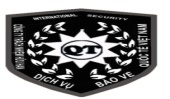 INTERNATIONAL SECURITY
QT
QUỐC TẾ VIỆT NAM
DỊCH VỤ BẢO VỆ